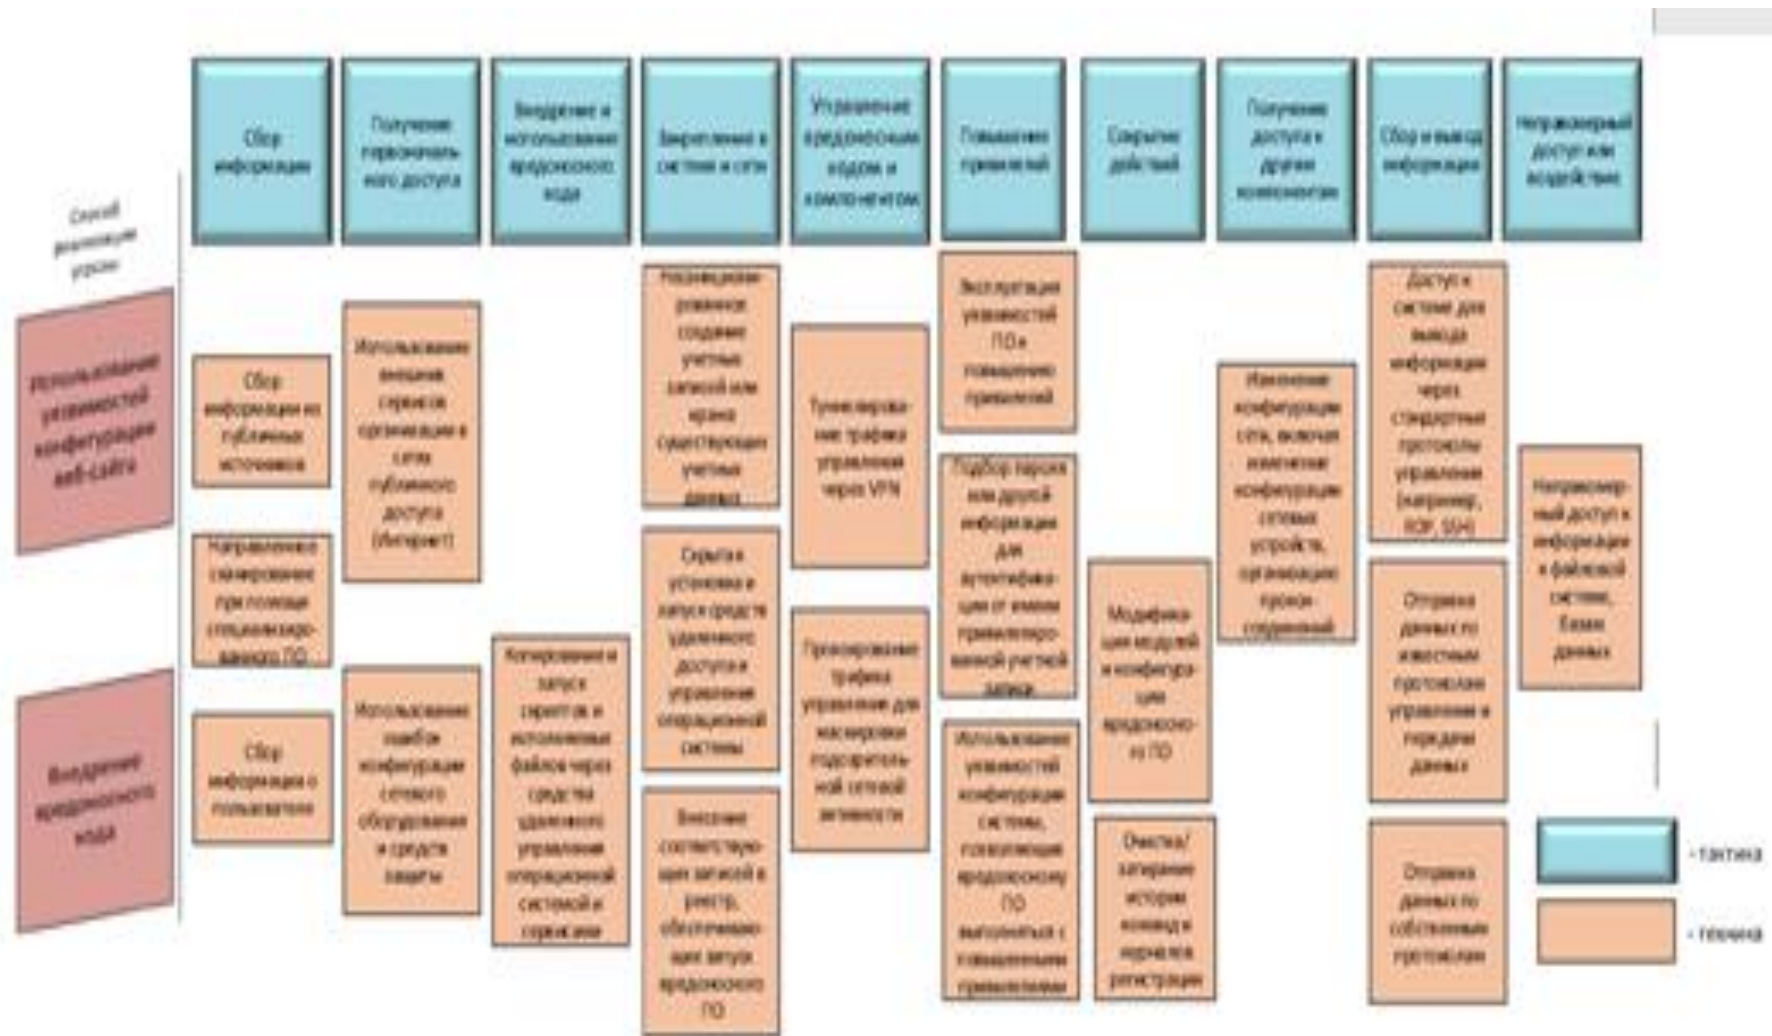 Сбор
информации
Получение
первоначаль-
ного доступа
Внедрение и
использование
вредоносного
кода
Закрепление в
системе и сети
Управление
вредоносным
кодом и
компонентом
Повышение
привилегий
Сокрытие
действий
Получение
доступа к
другим
компонентам
Сбор и вывод
информации
Неправомерный
доступ или
воздействие
Способ
реализации
угрозы
Использование
уязвимостей
конфигурации
веб-сайта
Внедрение
вредоносного
кода
Сбор
информации из
публичных
источников
Направленное
сканирование
при помощи
специализиро-
ванного ПО
Сбор
информации о
пользователе
Использование
внешних
сервисов
организации в
сетях
публичного
доступа
(Интернет)
Использование
ошибок
конфигурации
сетевого
оборудования
и средств
защиты
Копирование и
запуск
скриптов и
исполняемых
файлов через
средства
удаленного
управления
операционной
системой и
сервисами
Несанкциони-
рованное
создание
учетных
записей или
кража
существующих
учетных
данных
Скрытая
установка и
запуск средств
удаленного
доступа и
управления
операционной
системы
Внесение
соответствую-
щих записей в
реестр,
обеспечиваю-
щих запуск
вредоносного
ПО
Туннелирова-
ние трафика
управления
через VPN
Проксирование
трафика
управления для
маскировки
подозритель-
ной сетевой
активности
Эксплуатация
уязвимостей
ПО к
повышению
привилегий
Подбор пароля
или другой
информации
для
аутентифика-
ции от имени
привилегиро-
ванной учетной
записи
Использование
уязвимостей
конфигурации
системы,
позволяющих
вредоносному
ПО
выполняться с
повышенными
привилегиями
Модифика-
ция модулей
и конфигура-
ции
вредоносно-
го ПО
Очистка/
затирание
истории
команд и
журналов
регистрации
Изменение
конфигурации
сети, включая
изменение
конфигурации
сетевых
устройств,
организацию
прокси-
соединений
Доступ к
системе для
вывода
информации
через
стандартные
протоколы
управления
(например,
RDP, SSH)
Отправка
данных по
известным
протоколам
управления и
передачи
данных
Отправка
данных по
собственным
протоколам
Неправомер-
ный доступ к
информации
в файловой
системе,
базах
данных
- тактика
- техника